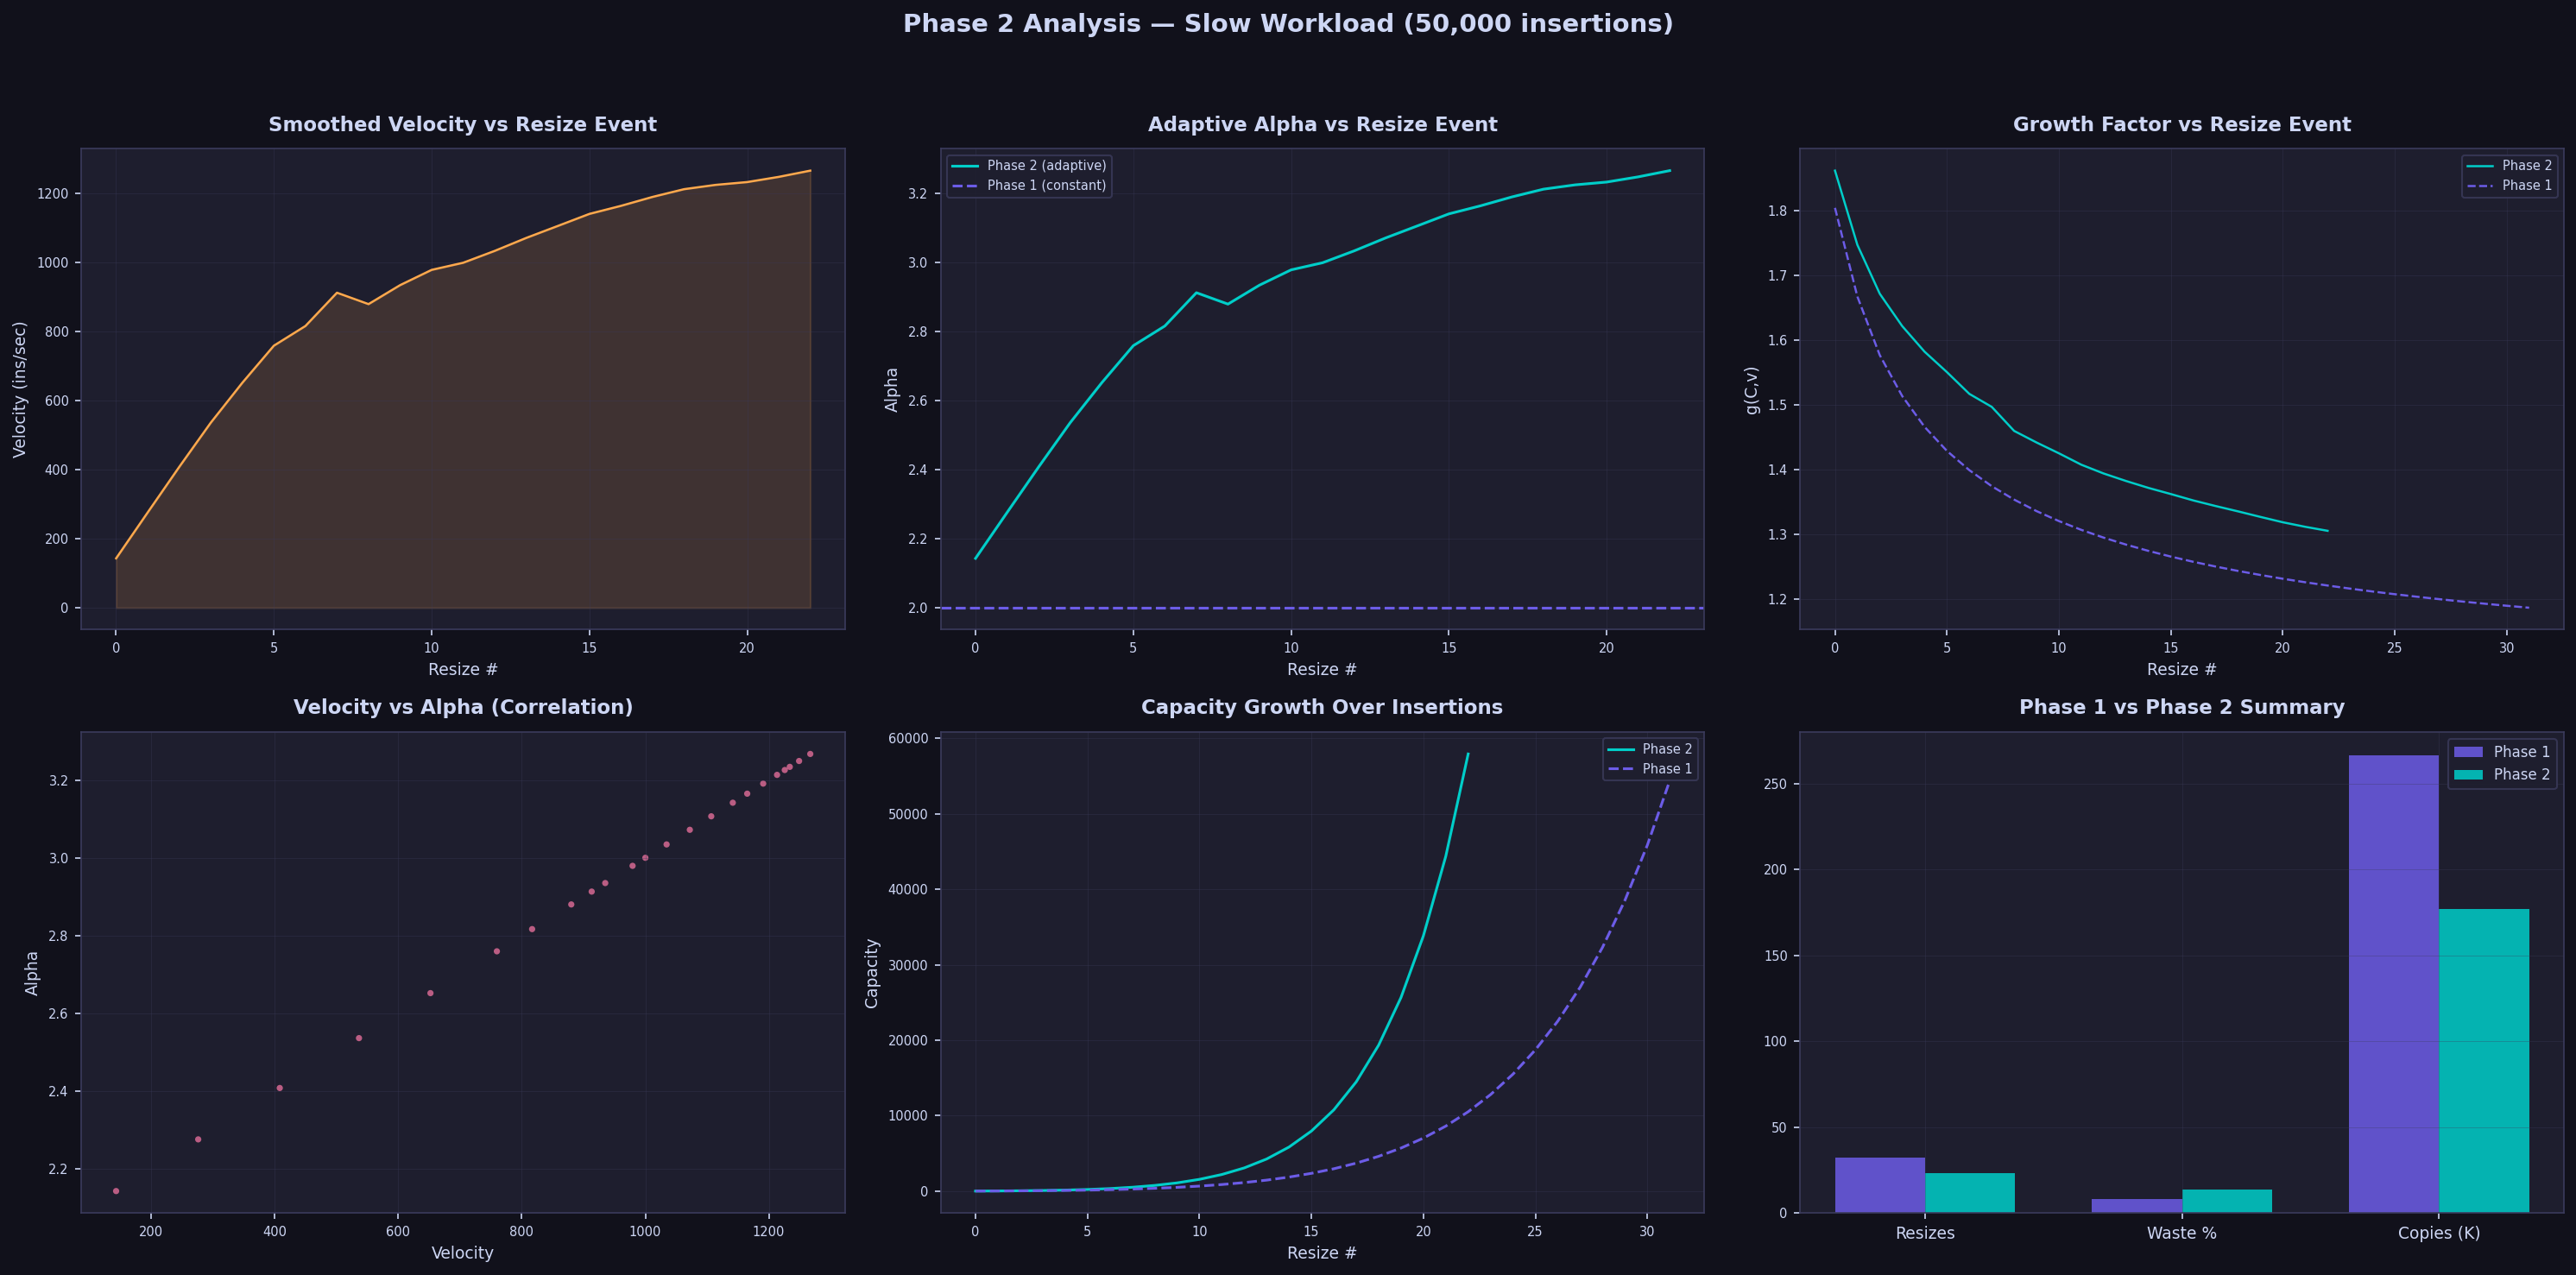 Phase 2 Analysis — Slow Workload (50,000 insertions)
Smoothed Velocity vs Resize Event
Velocity (ins/sec)
1200
1000
800
600
400
200
0
0 5 10 15 20
Resize #
Adaptive Alpha vs Resize Event
Phase 2 (adaptive)
Phase 1 (constant)
Alpha
3.2
3.0
2.8
2.6
2.4
2.2
2.0
0 5 10 15 20
Resize #
Growth Factor vs Resize Event
Phase 2
Phase 1
g(C,v)
1.8
1.7
1.6
1.5
1.4
1.3
1.2
0 5 10 15 20 25 30
Resize #
Velocity vs Alpha (Correlation)
Alpha
3.2
3.0
2.8
2.6
2.4
2.2
200 400 600 800 1000 1200
Velocity
Capacity Growth Over Insertions
Phase 2
Phase 1
Capacity
60000
50000
40000
30000
20000
10000
0
0 5 10 15 20 25 30
Resize #
Phase 1 vs Phase 2 Summary
Phase 1
Phase 2
250
200
150
100
50
0
Resizes Waste % Copies (K)